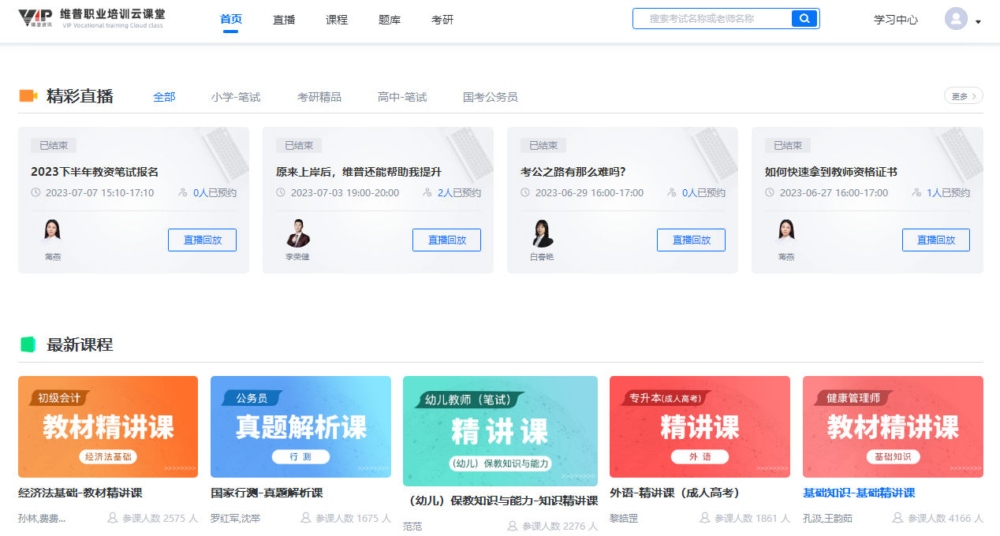 VIP 维普资讯 维普职业培训云课堂
VIP Vocational training Cloud class
首页 直播 课程 题库 考研
搜索考试名称或老师名称
学习中心
精彩直播 全部 小学-笔试 考研精品 高中-笔试 国考公务员 更多
已结束
2023下半年教资笔试报名
2023-07-07 15:10-17:10 0人已预约
蒋燕
直播回放
已结束
原来上岸后，维普还能帮助我提升
2023-07-03 19:00-20:00 2人已预约
李荣健
直播回放
已结束
考公之路有那么难吗？
2023-06-29 16:00-17:00 0人已预约
白春艳
直播回放
已结束
如何快速拿到教师资格证书
2023-06-27 16:00-17:00 1人已预约
蒋燕
直播回放
最新课程
初级会计
教材精讲课
经济法基础
经济法基础-教材精讲课
孙林,费费... 参课人数 2575 人
公务员
真题解析课
行 测
国家行测-真题解析课
罗红军,沈举 参课人数 1675 人
幼儿教师（笔试）
精讲课
（幼儿）保教知识与能力
（幼儿）保教知识与能力-知识精讲课
范范 参课人数 2276 人
专升本(成人高考)
精讲课
外 语
外语-精讲课（成人高考）
黎皓罡 参课人数 1861 人
健康管理师
教材精讲课
基础知识
基础知识-基础精讲课
孔汲,王韵茹 参课人数 4166 人